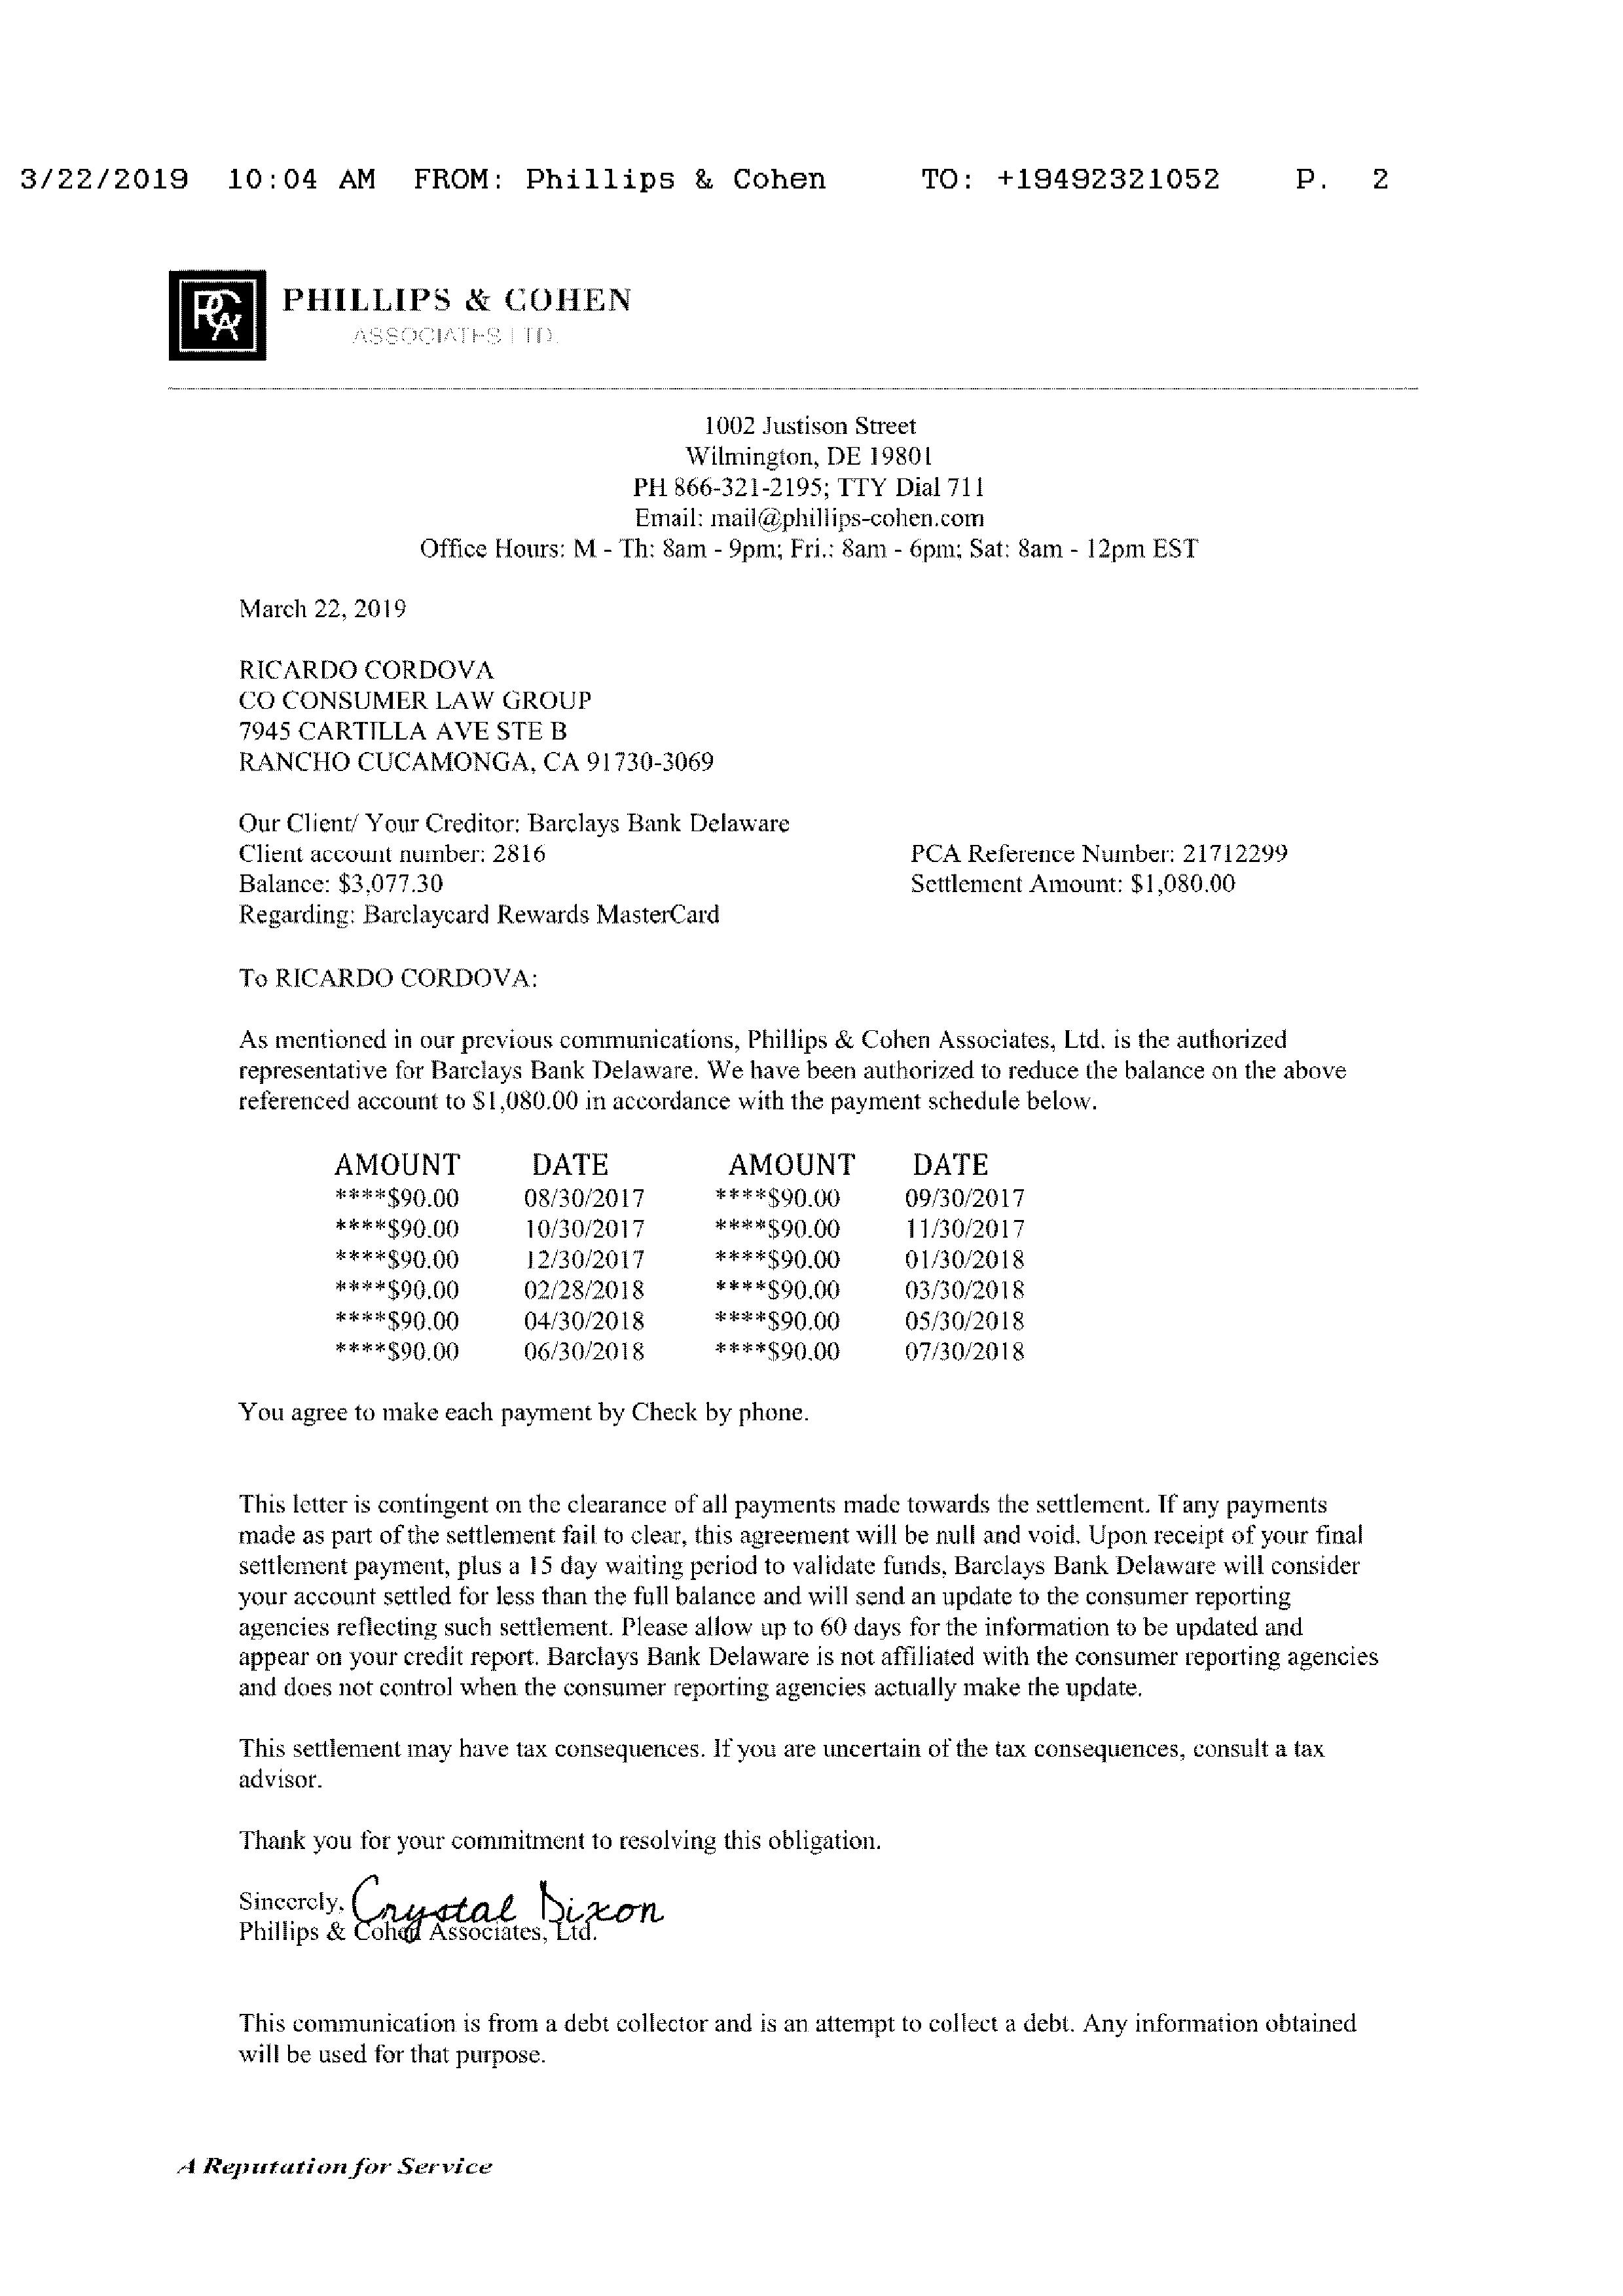 3/22/2019 10:04 AM FROM: Phillips & Cohen TO: +19492321052 P. 2
PCA
PHILLIPS & COHEN
ASSOCIATES LTD.
1002 Justison Street
Wilmington, DE 19801
PH 866-321-2195; TTY Dial 711
Email: mail@phillips-cohen.com
Office Hours: M - Th: 8am - 9pm; Fri.: 8am - 6pm; Sat: 8am - 12pm EST
March 22, 2019
RICARDO CORDOVA
CO CONSUMER LAW GROUP
7945 CARTILLA AVE STE B
RANCHO CUCAMONGA, CA 91730-3069
Our Client/ Your Creditor: Barclays Bank Delaware
Client account number: 2816 PCA Reference Number: 21712299
Balance: $3,077.30 Settlement Amount: $1,080.00
Regarding: Barclaycard Rewards MasterCard
To RICARDO CORDOVA:
As mentioned in our previous communications, Phillips & Cohen Associates, Ltd. is the authorized
representative for Barclays Bank Delaware. We have been authorized to reduce the balance on the above
referenced account to $1,080.00 in accordance with the payment schedule below.
AMOUNT DATE AMOUNT DATE
****$90.00 08/30/2017 ****$90.00 09/30/2017
****$90.00 10/30/2017 ****$90.00 11/30/2017
****$90.00 12/30/2017 ****$90.00 01/30/2018
****$90.00 02/28/2018 ****$90.00 03/30/2018
****$90.00 04/30/2018 ****$90.00 05/30/2018
****$90.00 06/30/2018 ****$90.00 07/30/2018
You agree to make each payment by Check by phone.
This letter is contingent on the clearance of all payments made towards the settlement. If any payments
made as part of the settlement fail to clear, this agreement will be null and void. Upon receipt of your final
settlement payment, plus a 15 day waiting period to validate funds, Barclays Bank Delaware will consider
your account settled for less than the full balance and will send an update to the consumer reporting
agencies reflecting such settlement. Please allow up to 60 days for the information to be updated and
appear on your credit report. Barclays Bank Delaware is not affiliated with the consumer reporting agencies
and does not control when the consumer reporting agencies actually make the update.
This settlement may have tax consequences. If you are uncertain of the tax consequences, consult a tax
advisor.
Thank you for your commitment to resolving this obligation.
Sincerely, Crystal Dixon
Phillips & Cohen Associates, Ltd.
This communication is from a debt collector and is an attempt to collect a debt. Any information obtained
will be used for that purpose.
A Reputation for Service